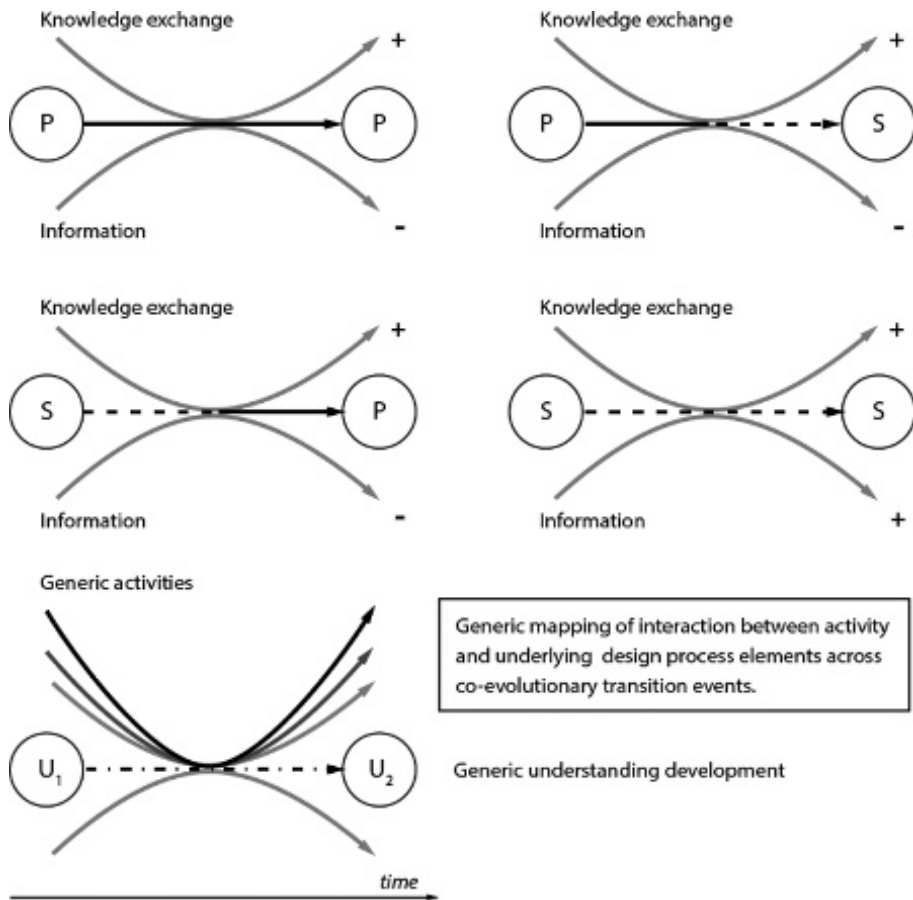 Knowledge exchange
+
P
P
Information
-
Knowledge exchange
+
P
S
Information
-
Knowledge exchange
+
S
P
Information
-
Knowledge exchange
+
S
S
Information
+
Generic activities
Generic mapping of interaction between activity
and underlying design process elements across
co-evolutionary transition events.
U₁
U₂
Generic understanding development
time